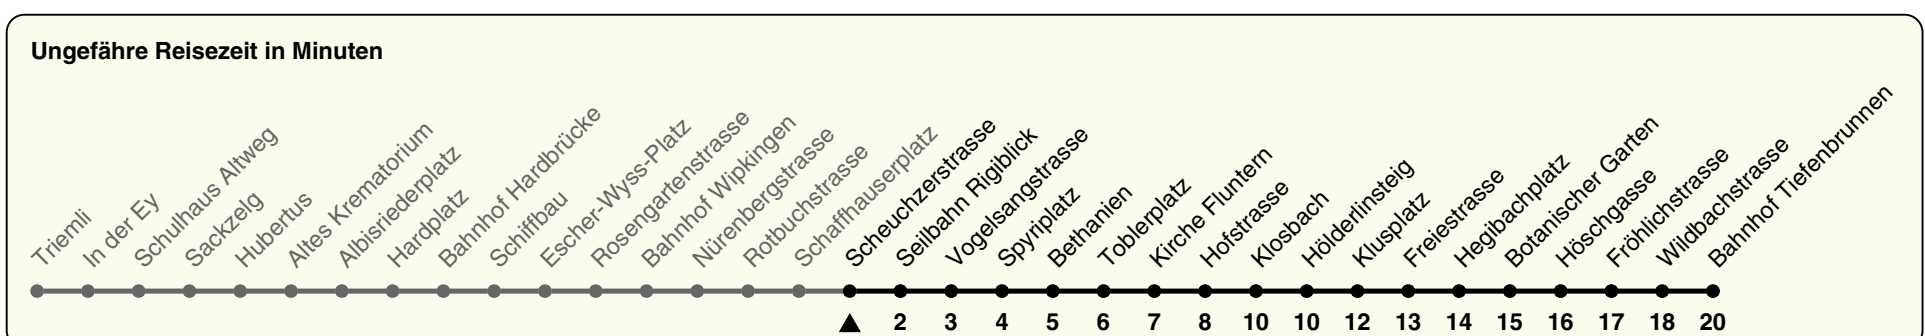 Ungefähre Reisezeit in Minuten
Triemli
In der Ey
Schulhaus Altweg
Sackzelg
Hubertus
Altes Krematorium
Albisriederplatz
Hardplatz
Bahnhof Hardbrücke
Schiffbau
Escher-Wyss-Platz
Rosengartenstrasse
Bahnhof Wipkingen
Nürenbergstrasse
Rotbuchstrasse
Schaffhauserplatz
Scheuchzerstrasse
Seilbahn Rigiblick
Vogelsangstrasse
Spyriplatz
Bethanien
Toblerplatz
Kirche Fluntern
Hofstrasse
Klosbach
Hölderlinsteig
Klusplatz
Freiestrasse
Hegibachplatz
Botanischer Garten
Höschgasse
Fröhlichstrasse
Wildbachstrasse
Bahnhof Tiefenbrunnen
2 3 4 5 6 7 8 10 10 12 13 14 15 16 17 18 20